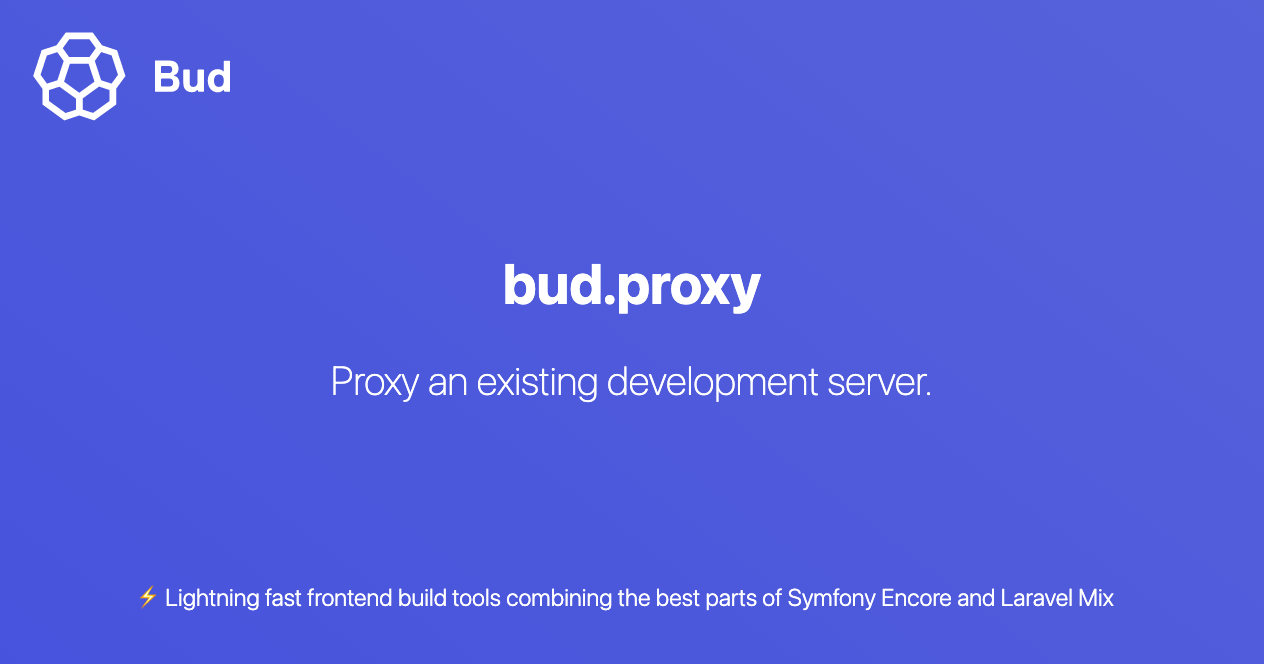 Bud
bud.proxy
Proxy an existing development server.
⚡ Lightning fast frontend build tools combining the best parts of Symfony Encore and Laravel Mix